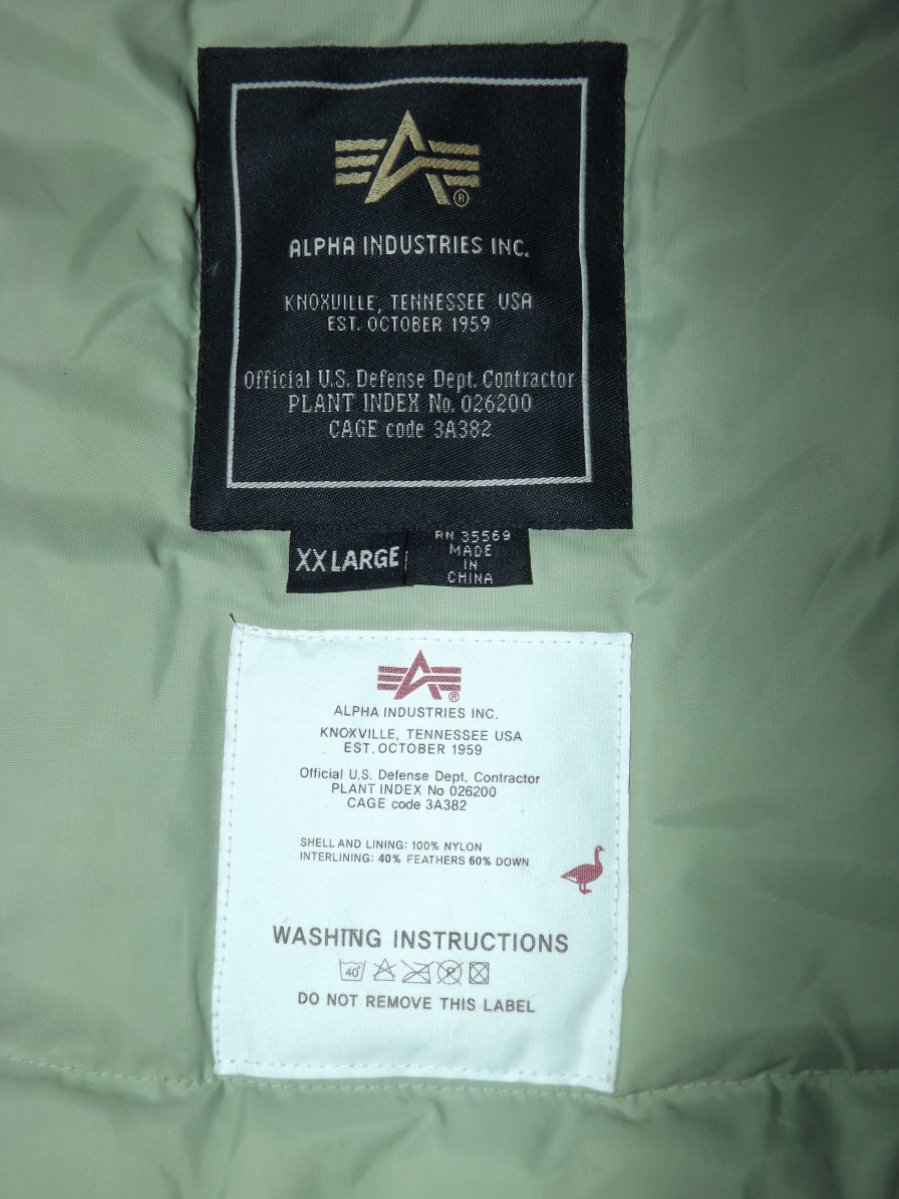 ALPHA INDUSTRIES INC.
KNOXVILLE, TENNESSEE USA
EST. OCTOBER 1959
Official U.S. Defense Dept. Contractor
PLANT INDEX No. 026200
CAGE code 3A382
XXLARGE
RN 35569
MADE
IN
CHINA
ALPHA INDUSTRIES INC.
KNOXVILLE, TENNESSEE USA
EST. OCTOBER 1959
Official U.S. Defense Dept. Contractor
PLANT INDEX No 026200
CAGE code 3A382
SHELL AND LINING: 100% NYLON
INTERLINING: 40% FEATHERS 60% DOWN
WASHING INSTRUCTIONS
40°
DO NOT REMOVE THIS LABEL